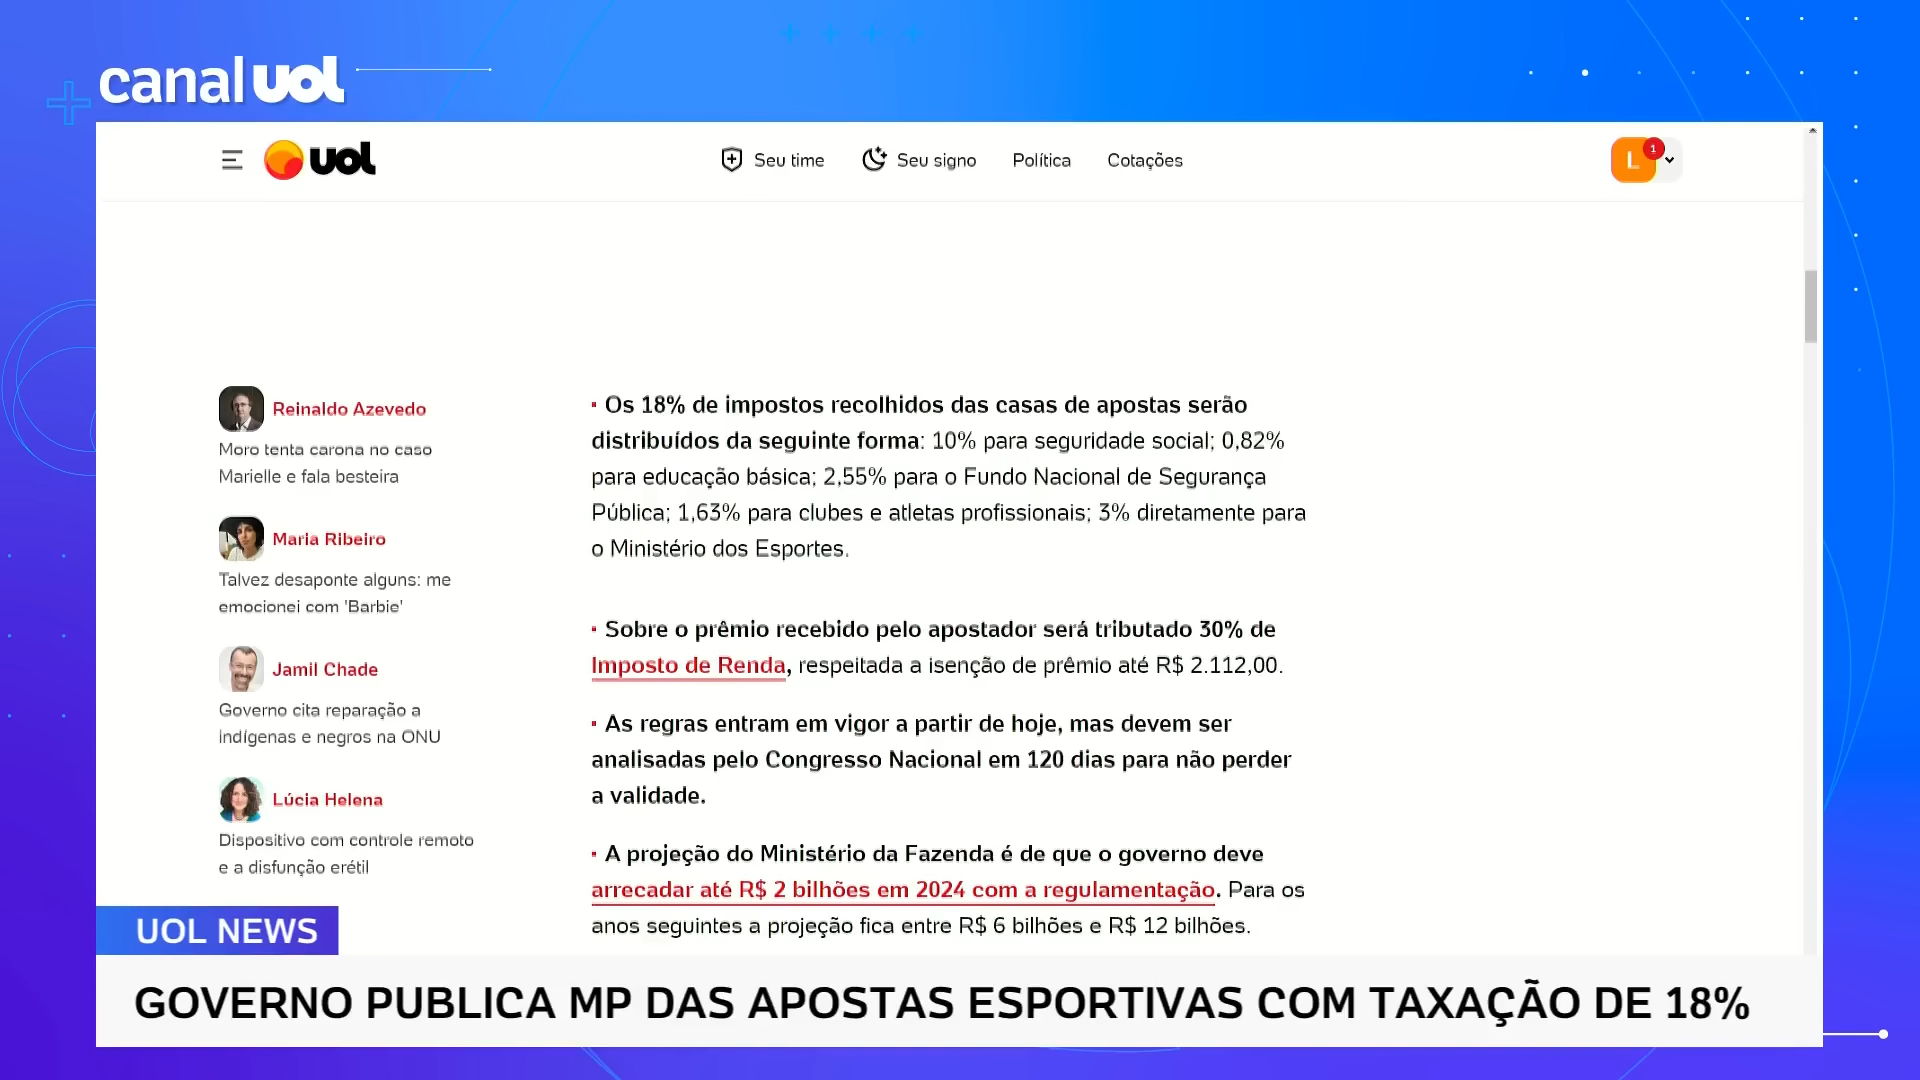 canal uol
uol
Seu time
Seu signo
Política
Cotações
L
1
Reinaldo Azevedo
Moro tenta carona no caso
Marielle e fala besteira
Maria Ribeiro
Talvez desaponte alguns: me
emocionei com 'Barbie'
Jamil Chade
Governo cita reparação a
indígenas e negros na ONU
Lúcia Helena
Dispositivo com controle remoto
e a disfunção erétil
Os 18% de impostos recolhidos das casas de apostas serão
distribuídos da seguinte forma: 10% para seguridade social; 0,82%
para educação básica; 2,55% para o Fundo Nacional de Segurança
Pública; 1,63% para clubes e atletas profissionais; 3% diretamente para
o Ministério dos Esportes.
Sobre o prêmio recebido pelo apostador será tributado 30% de
Imposto de Renda, respeitada a isenção de prêmio até R$ 2.112,00.
As regras entram em vigor a partir de hoje, mas devem ser
analisadas pelo Congresso Nacional em 120 dias para não perder
a validade.
A projeção do Ministério da Fazenda é de que o governo deve
arrecadar até R$ 2 bilhões em 2024 com a regulamentação. Para os
anos seguintes a projeção fica entre R$ 6 bilhões e R$ 12 bilhões.
UOL NEWS
GOVERNO PUBLICA MP DAS APOSTAS ESPORTIVAS COM TAXAÇÃO DE 18%